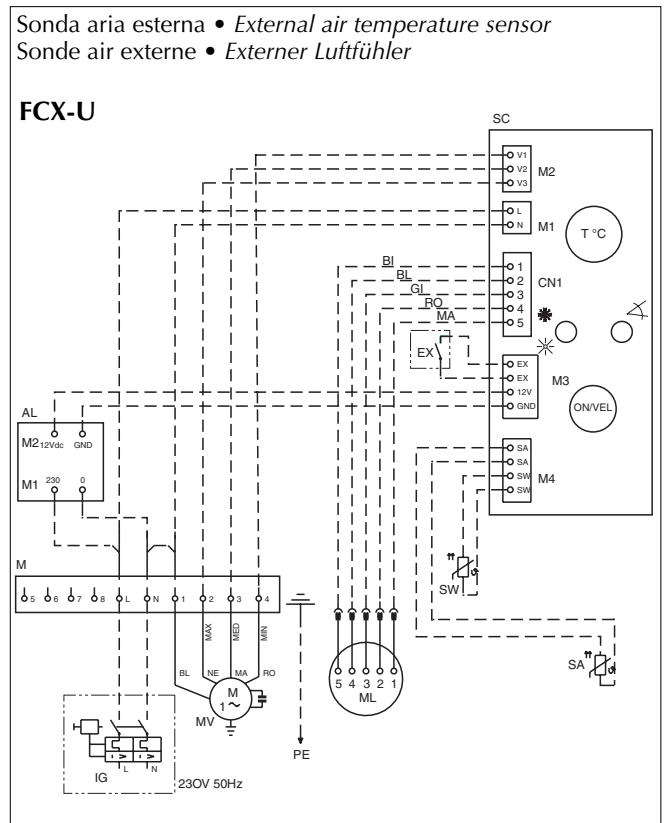 Sonda aria esterna • External air temperature sensor
Sonde air externe • Externer Luftfühler
FCX-U
SC
V1
V2
V3
M2
L
N
M1
T °C
BI
BL
GI
RO
MA
1
2
3
4
5
CN1
EX
EX
EX
12V
GND
M3
ON/VEL
AL
M2 12Vdc GND
M1 230 0
SA
SA
SW
SW
M4
SW
SA
M
5 6 7 8 L N 1 2 3 4
MAX
MED
MIN
BL NE MA RO
M
1~
MV
5 4 3 2 1
ML
PE
IG
L N
23OV 50Hz